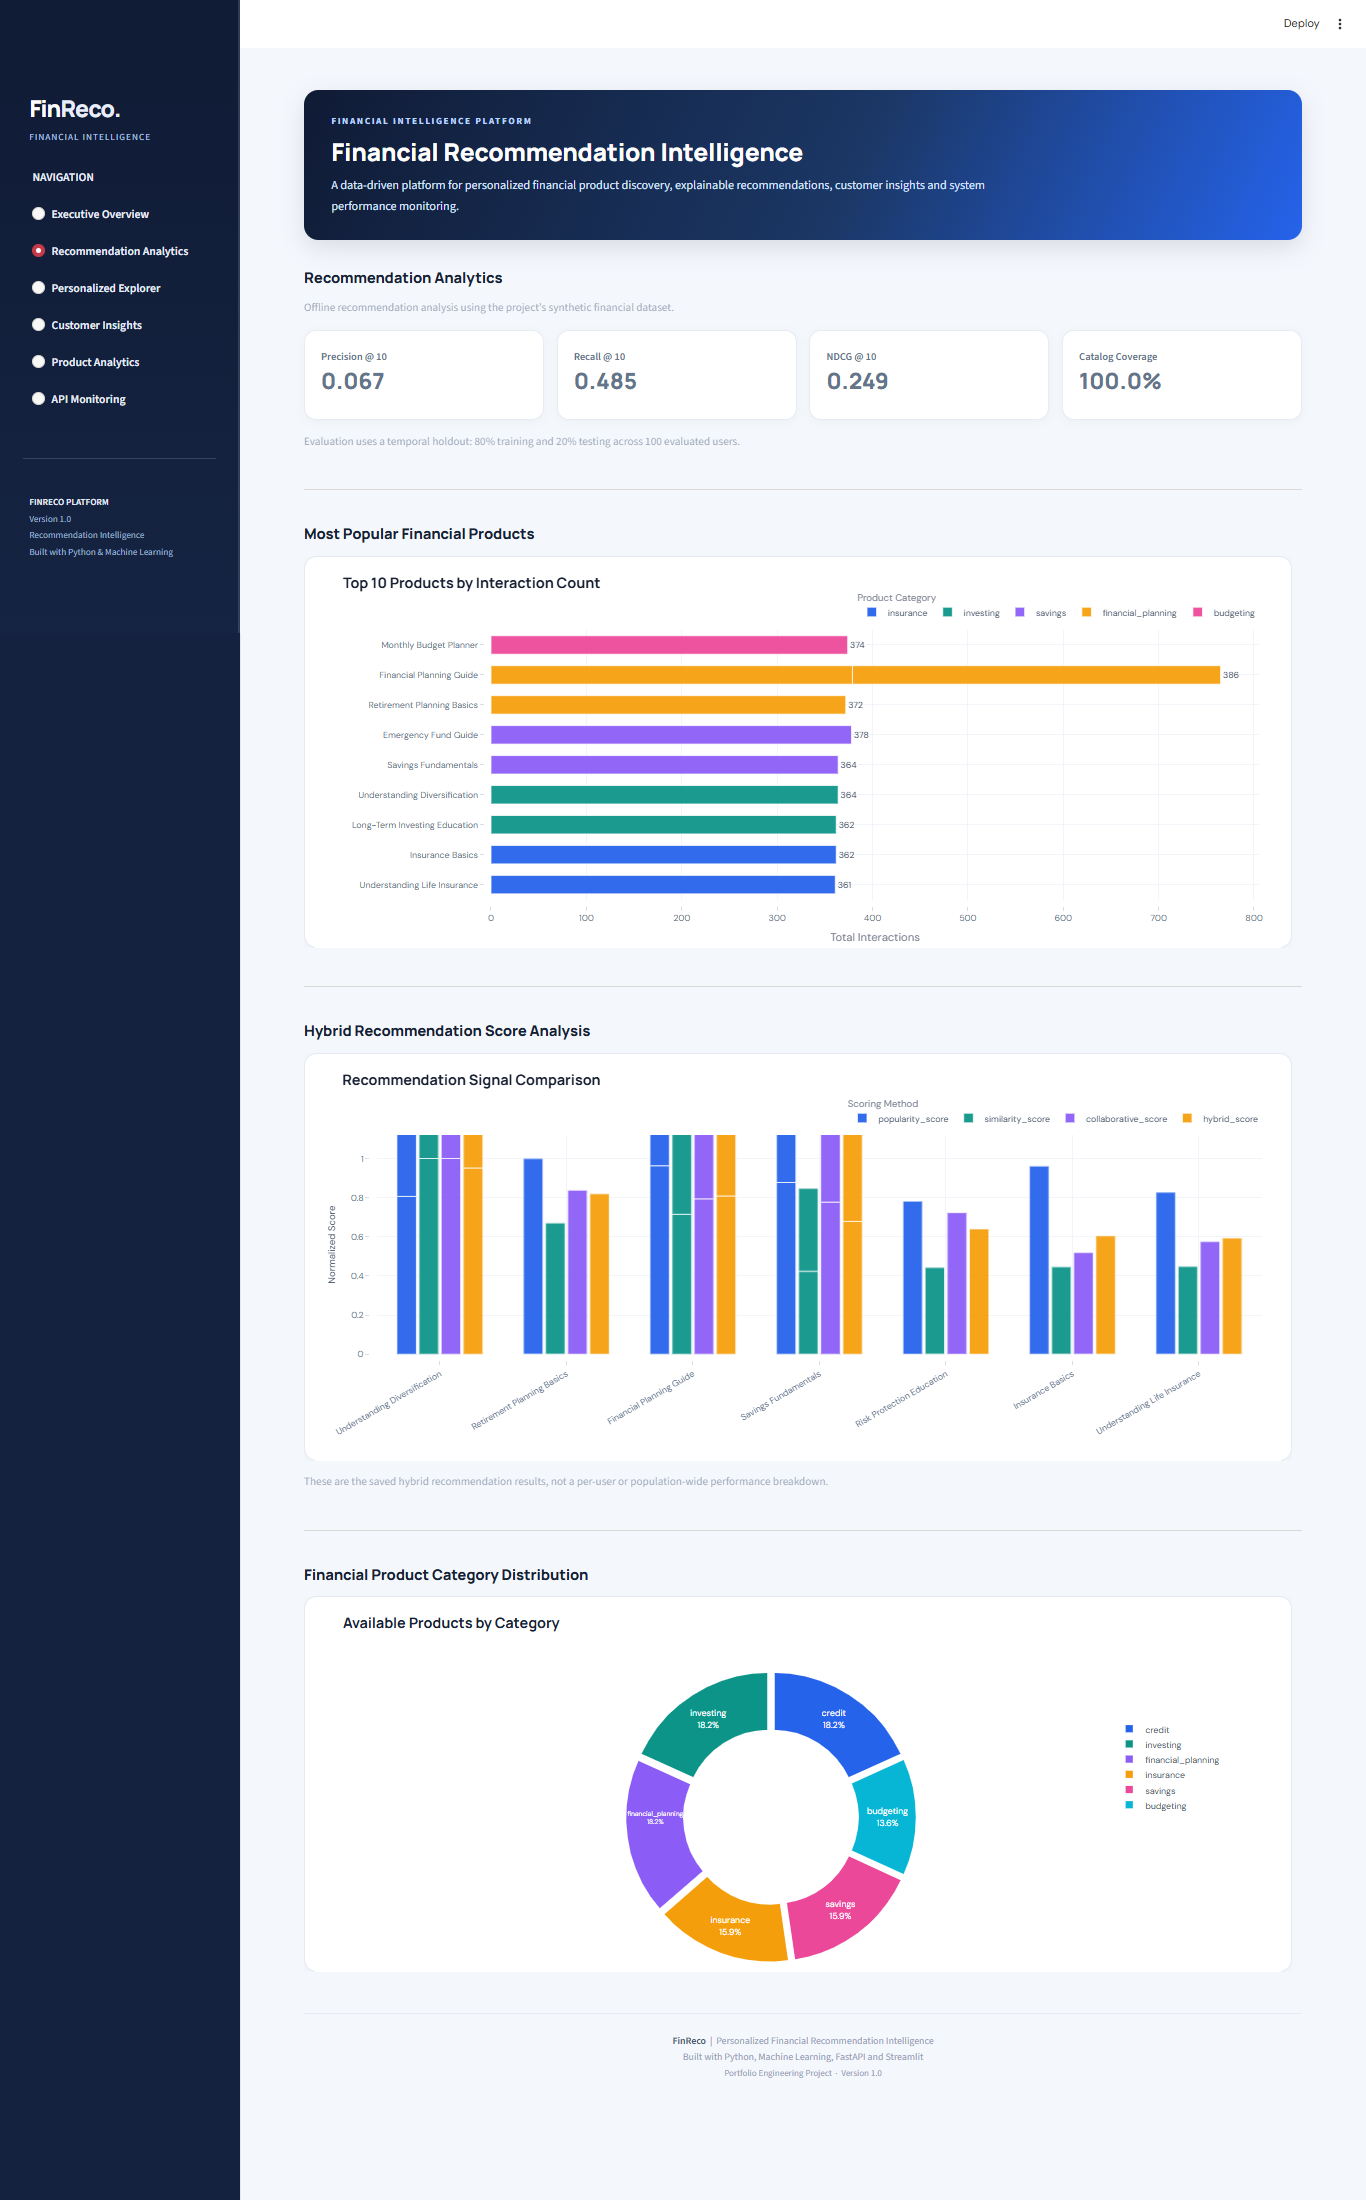 Deploy
FinReco.
FINANCIAL INTELLIGENCE
NAVIGATION
Executive Overview
Recommendation Analytics
Personalized Explorer
Customer Insights
Product Analytics
API Monitoring
FINRECO PLATFORM
Version 1.0
Recommendation Intelligence
Built with Python & Machine Learning
FINANCIAL INTELLIGENCE PLATFORM
Financial Recommendation Intelligence
A data-driven platform for personalized financial product discovery, explainable recommendations, customer insights and system
performance monitoring.
Recommendation Analytics
Offline recommendation analysis using the project's synthetic financial dataset.
Precision @ 10
0.067
Recall @ 10
0.485
NDCG @ 10
0.249
Catalog Coverage
100.0%
Evaluation uses a temporal holdout: 80% training and 20% testing across 100 evaluated users.
Most Popular Financial Products
Top 10 Products by Interaction Count
Product Category
insurance investing savings financial_planning budgeting
Monthly Budget Planner 374
Financial Planning Guide 386
Retirement Planning Basics 372
Emergency Fund Guide 378
Savings Fundamentals 364
Understanding Diversification 364
Long-Term Investing Education 362
Insurance Basics 362
Understanding Life Insurance 361
0 100 200 300 400 500 600 700 800
Total Interactions
Hybrid Recommendation Score Analysis
Recommendation Signal Comparison
Scoring Method
popularity_score similarity_score collaborative_score hybrid_score
Normalized Score
1
0.8
0.6
0.4
0.2
0
Understanding Diversification
Retirement Planning Basics
Financial Planning Guide
Savings Fundamentals
Risk Protection Education
Insurance Basics
Understanding Life Insurance
These are the saved hybrid recommendation results, not a per-user or population-wide performance breakdown.
Financial Product Category Distribution
Available Products by Category
investing
18.2%
credit
18.2%
financial_planning
18.2%
budgeting
13.6%
insurance
15.9%
savings
15.9%
credit
investing
financial_planning
insurance
savings
budgeting
FinReco | Personalized Financial Recommendation Intelligence
Built with Python, Machine Learning, FastAPI and Streamlit
Portfolio Engineering Project · Version 1.0